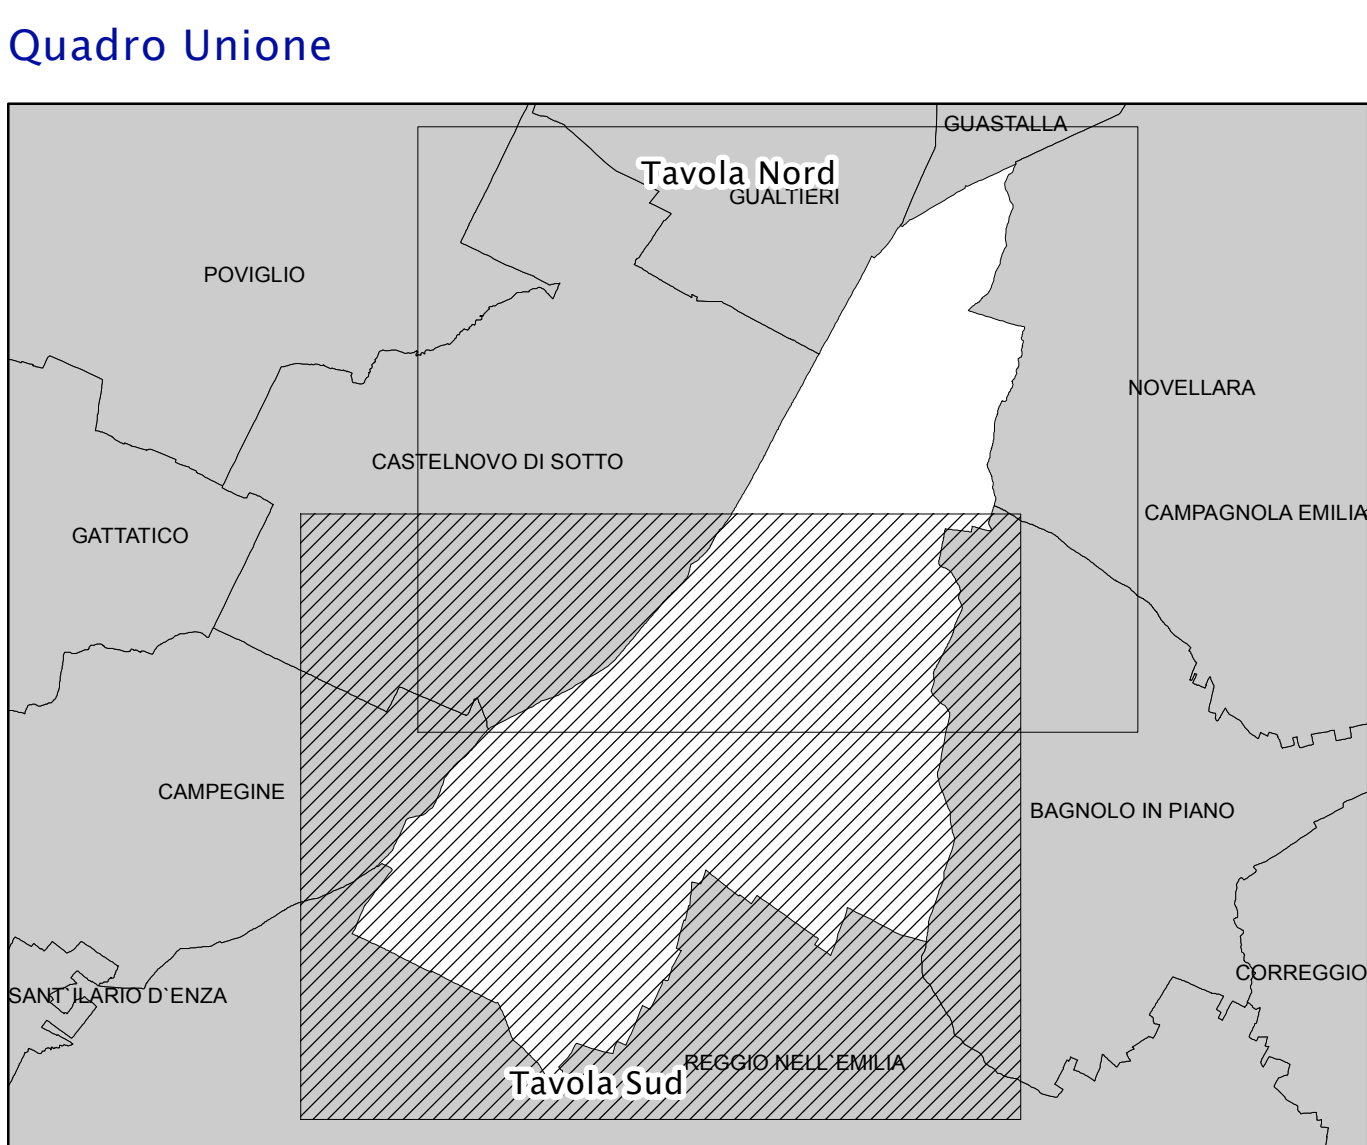 Quadro Unione
GUASTALLA
Tavola Nord
GUALTIERI
POVIGLIO
NOVELLARA
CASTELNOVO DI SOTTO
CAMPAGNOLA EMILIA
GATTATICO
CAMPEGINE
BAGNOLO IN PIANO
CORREGGIO
SANT`ILARIO D`ENZA
REGGIO NELL`EMILIA
Tavola Sud